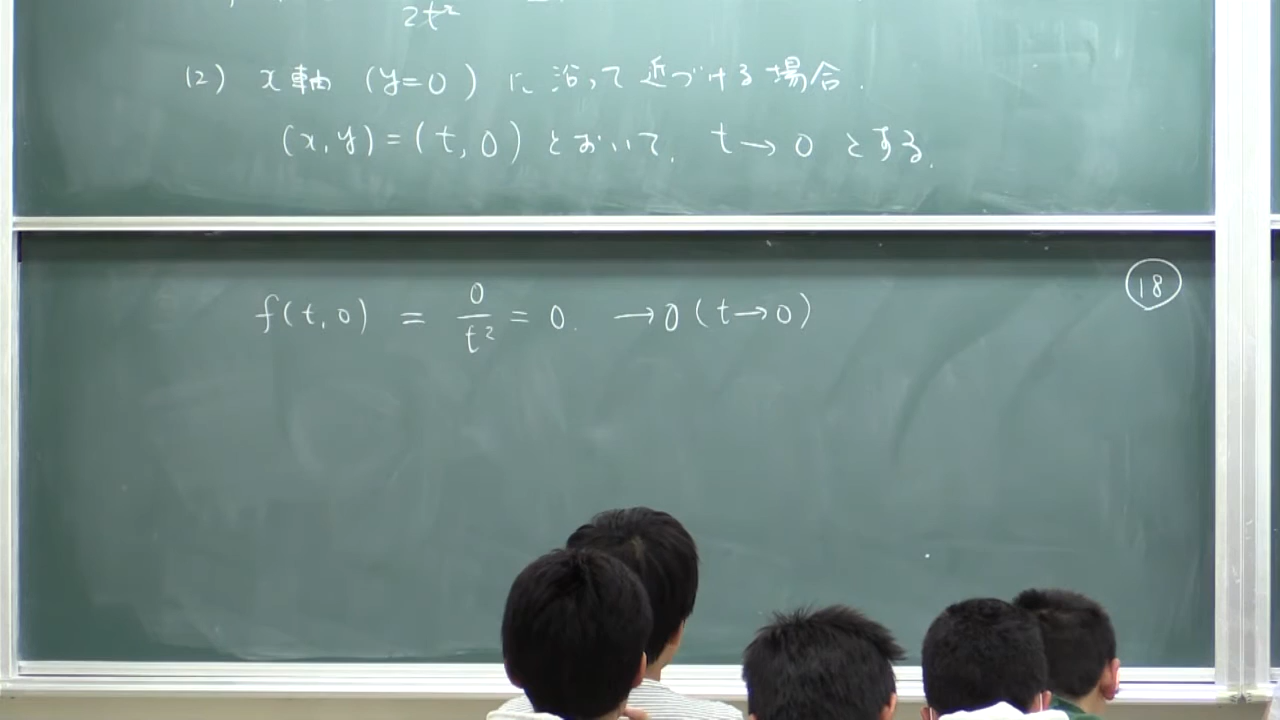 2t²
(2) x軸 (y=0) に沿って近づける場合.
(x,y)=(t,0) とおいて, t→0 とする.
⑱
f(t,0) = 0/t² = 0. →0 (t→0)